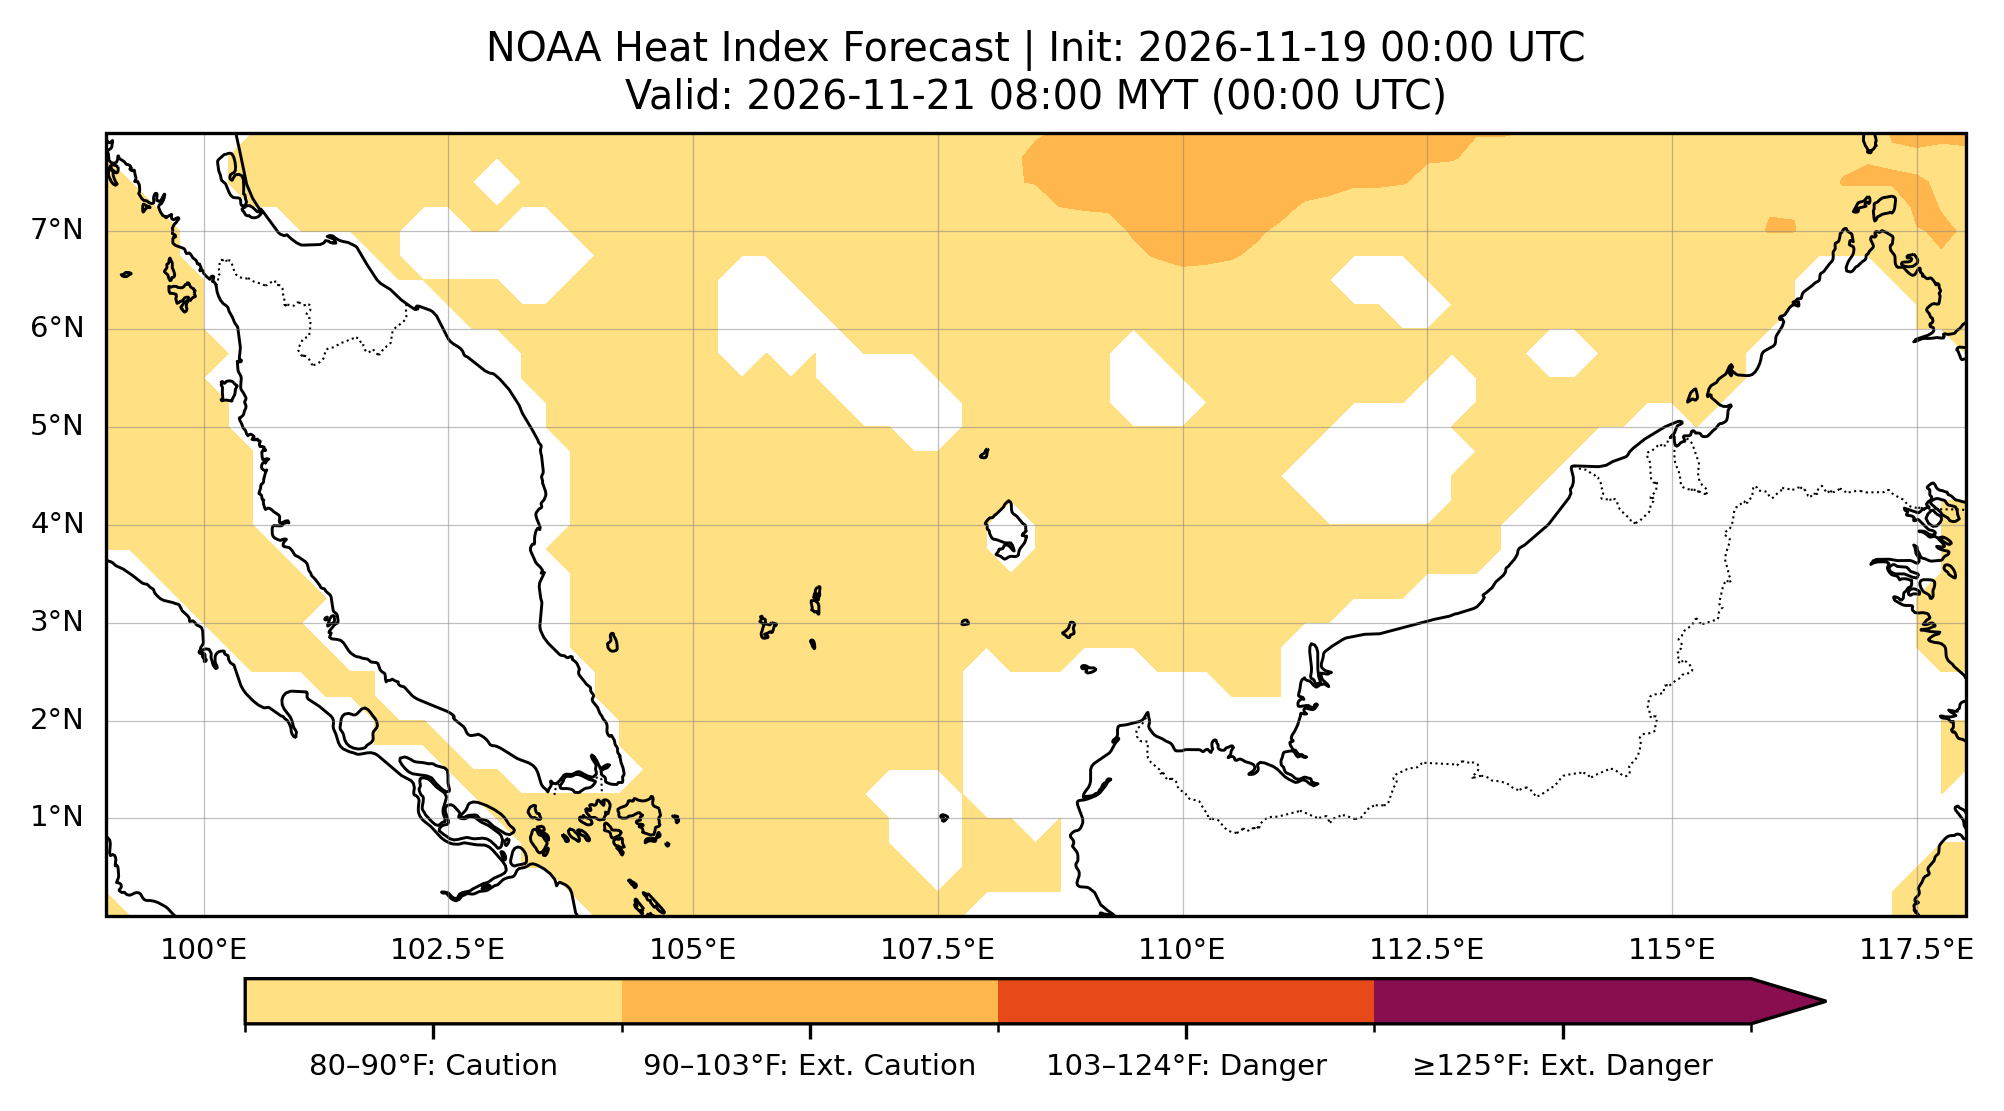 NOAA Heat Index Forecast | Init: 2026-11-19 00:00 UTC
Valid: 2026-11-21 08:00 MYT (00:00 UTC)
7°N
6°N
5°N
4°N
3°N
2°N
1°N
100°E 102.5°E 105°E 107.5°E 110°E 112.5°E 115°E 117.5°E
80–90°F: Caution 90–103°F: Ext. Caution 103–124°F: Danger ≥125°F: Ext. Danger